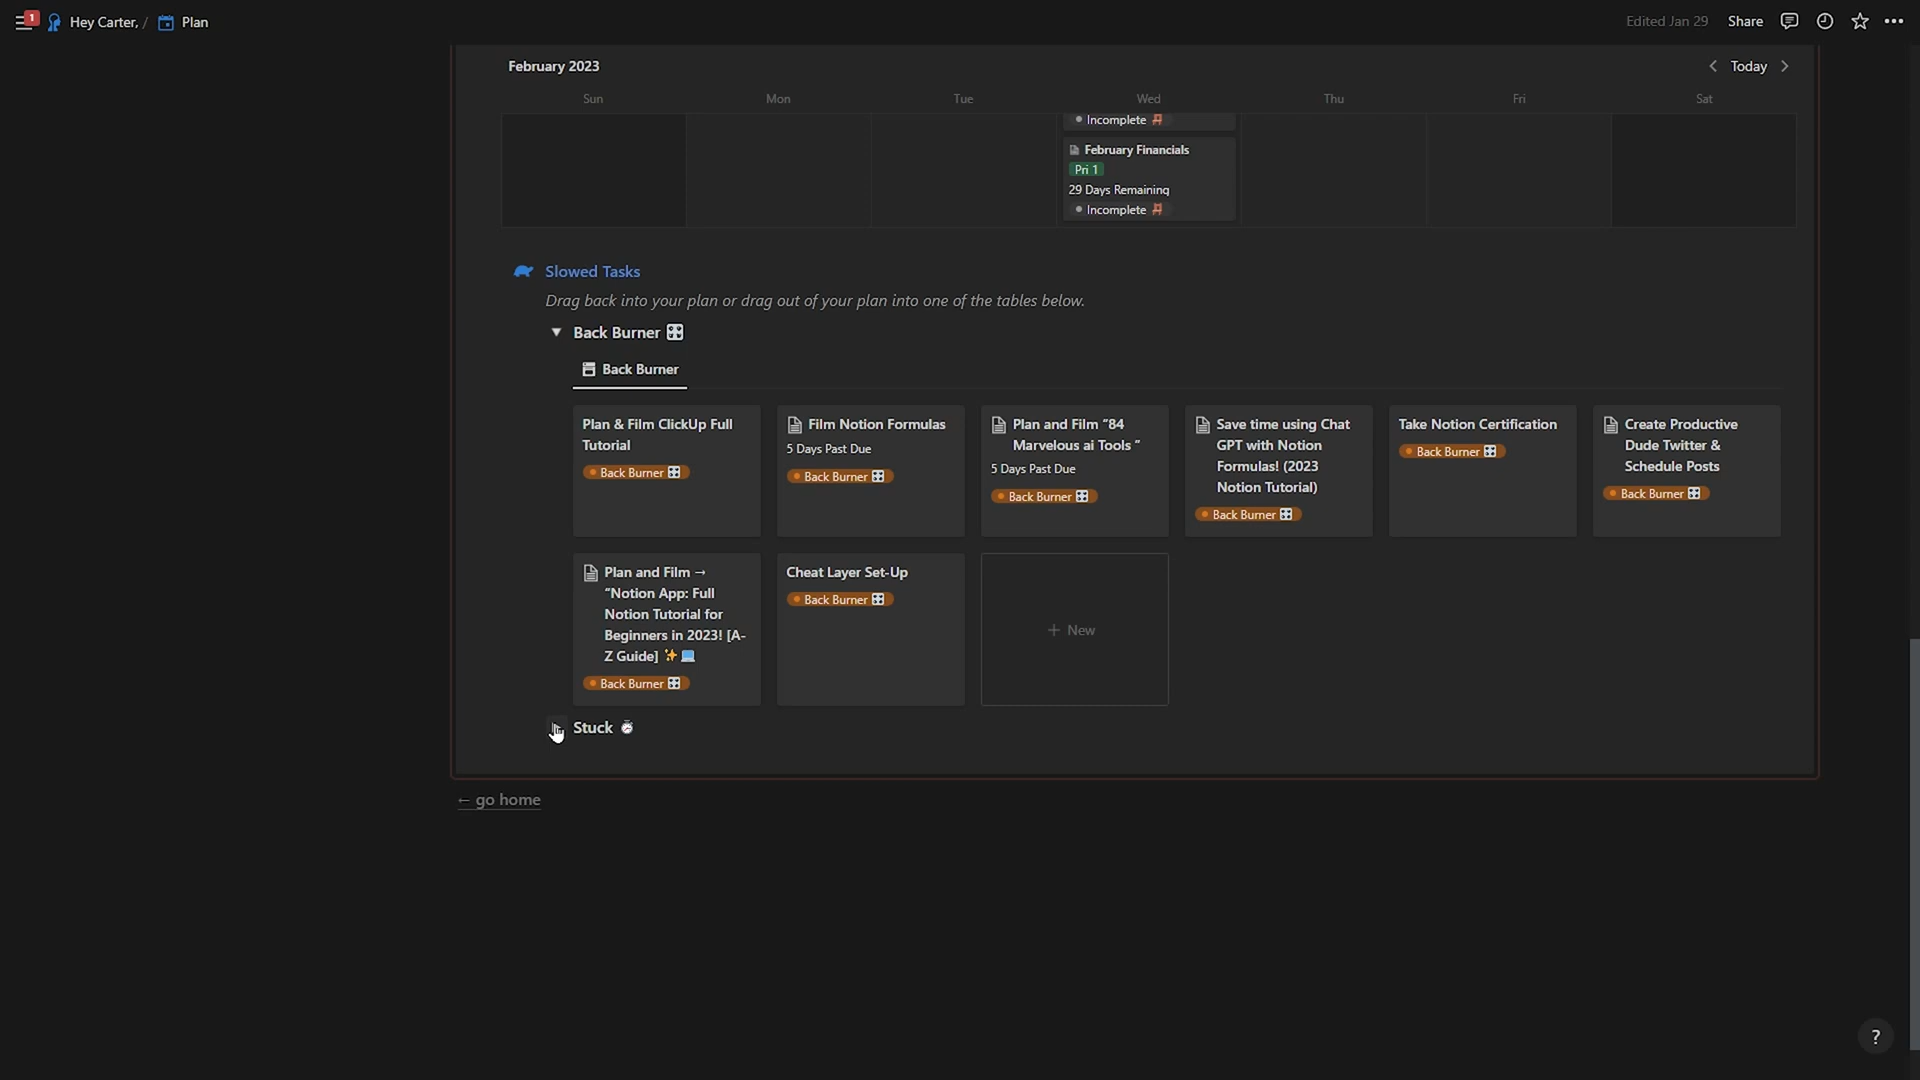 1
Hey Carter, / Plan
Edited Jan 29 Share
February 2023
Today
Sun Mon Tue Wed Thu Fri Sat
Incomplete
February Financials
Pri 1
29 Days Remaining
Incomplete
Slowed Tasks
Drag back into your plan or drag out of your plan into one of the tables below.
Back Burner
Back Burner
Plan & Film ClickUp Full
Tutorial
Back Burner
Film Notion Formulas
5 Days Past Due
Back Burner
Plan and Film “84
Marvelous ai Tools ”
5 Days Past Due
Back Burner
Save time using Chat
GPT with Notion
Formulas! (2023
Notion Tutorial)
Back Burner
Take Notion Certification
Back Burner
Create Productive
Dude Twitter &
Schedule Posts
Back Burner
Plan and Film →
“Notion App: Full
Notion Tutorial for
Beginners in 2023! [A-
Z Guide] ✨💻
Back Burner
Cheat Layer Set-Up
Back Burner
+ New
Stuck
← go home
?